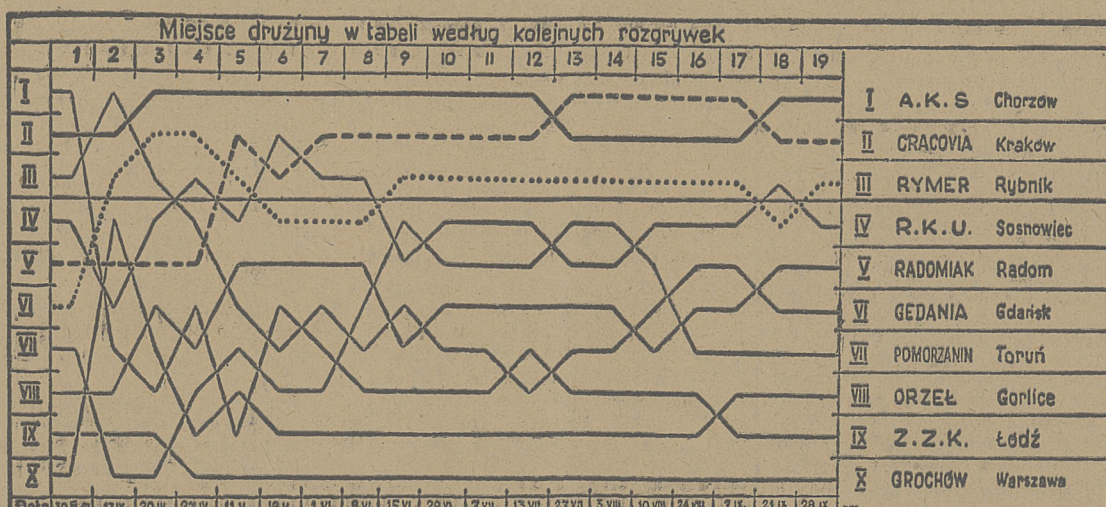 Miejsce drużyny w tabeli według kolejnych rozgrywek
1 2 3 4 5 6 7 8 9 10 11 12 13 14 15 16 17 18 19
I I A.K.S Chorzów
II II CRACOVIA Kraków
III III RYMER Rybnik
IV IV R.K.U. Sosnowiec
V V RADOMIAK Radom
VI VI GEDANIA Gdańsk
VII VII POMORZANIN Toruń
VIII VIII ORZEŁ Gorlice
IX IX Z.Z.K. Łódź
X X GROCHÓW Warszawa